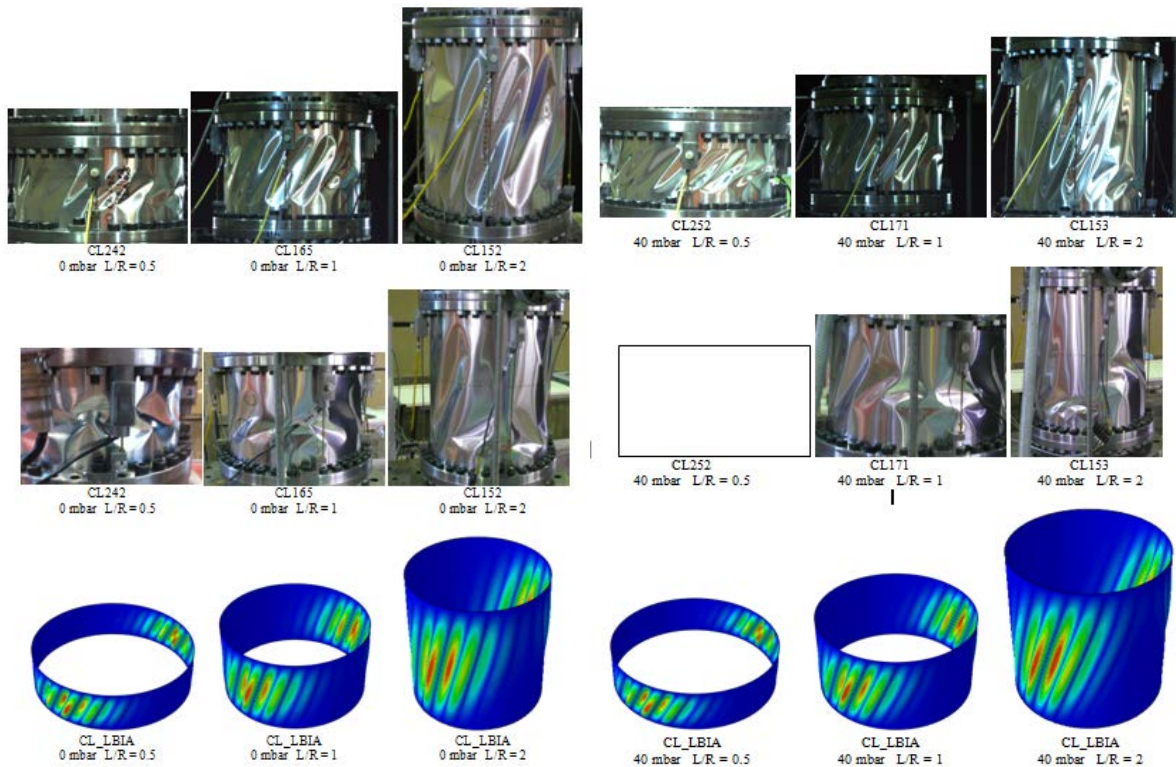 CL242
0 mbar L/R = 0.5
CL165
0 mbar L/R = 1
CL152
0 mbar L/R = 2
CL252
40 mbar L/R = 0.5
CL171
40 mbar L/R = 1
CL153
40 mbar L/R = 2
CL242
0 mbar L/R = 0.5
CL165
0 mbar L/R = 1
CL152
0 mbar L/R = 2
CL252
40 mbar L/R = 0.5
CL171
40 mbar L/R = 1
CL153
40 mbar L/R = 2
CL_LBIA
0 mbar L/R = 0.5
CL_LBIA
0 mbar L/R = 1
CL_LBIA
0 mbar L/R = 2
CL_LBIA
40 mbar L/R = 0.5
CL_LBIA
40 mbar L/R = 1
CL_LBIA
40 mbar L/R = 2